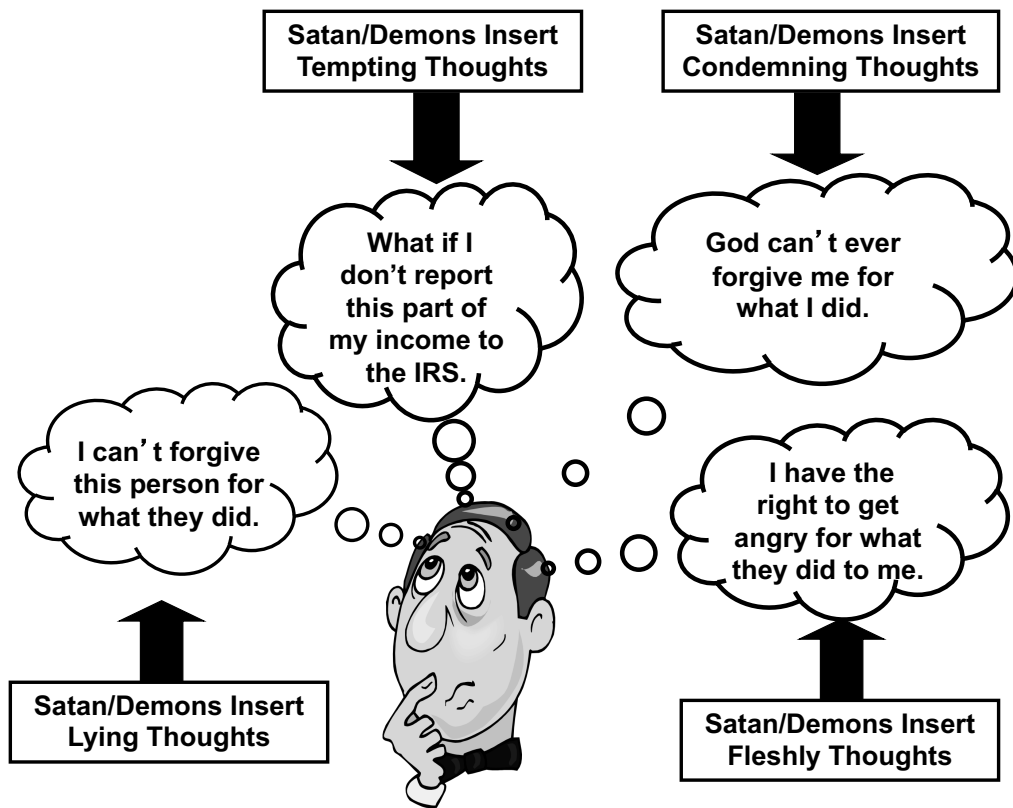 Satan/Demons Insert
Tempting Thoughts
Satan/Demons Insert
Condemning Thoughts
What if I
don't report
this part of
my income to
the IRS.
God can't ever
forgive me for
what I did.
I can't forgive
this person for
what they did.
I have the
right to get
angry for what
they did to me.
Satan/Demons Insert
Lying Thoughts
Satan/Demons Insert
Fleshly Thoughts